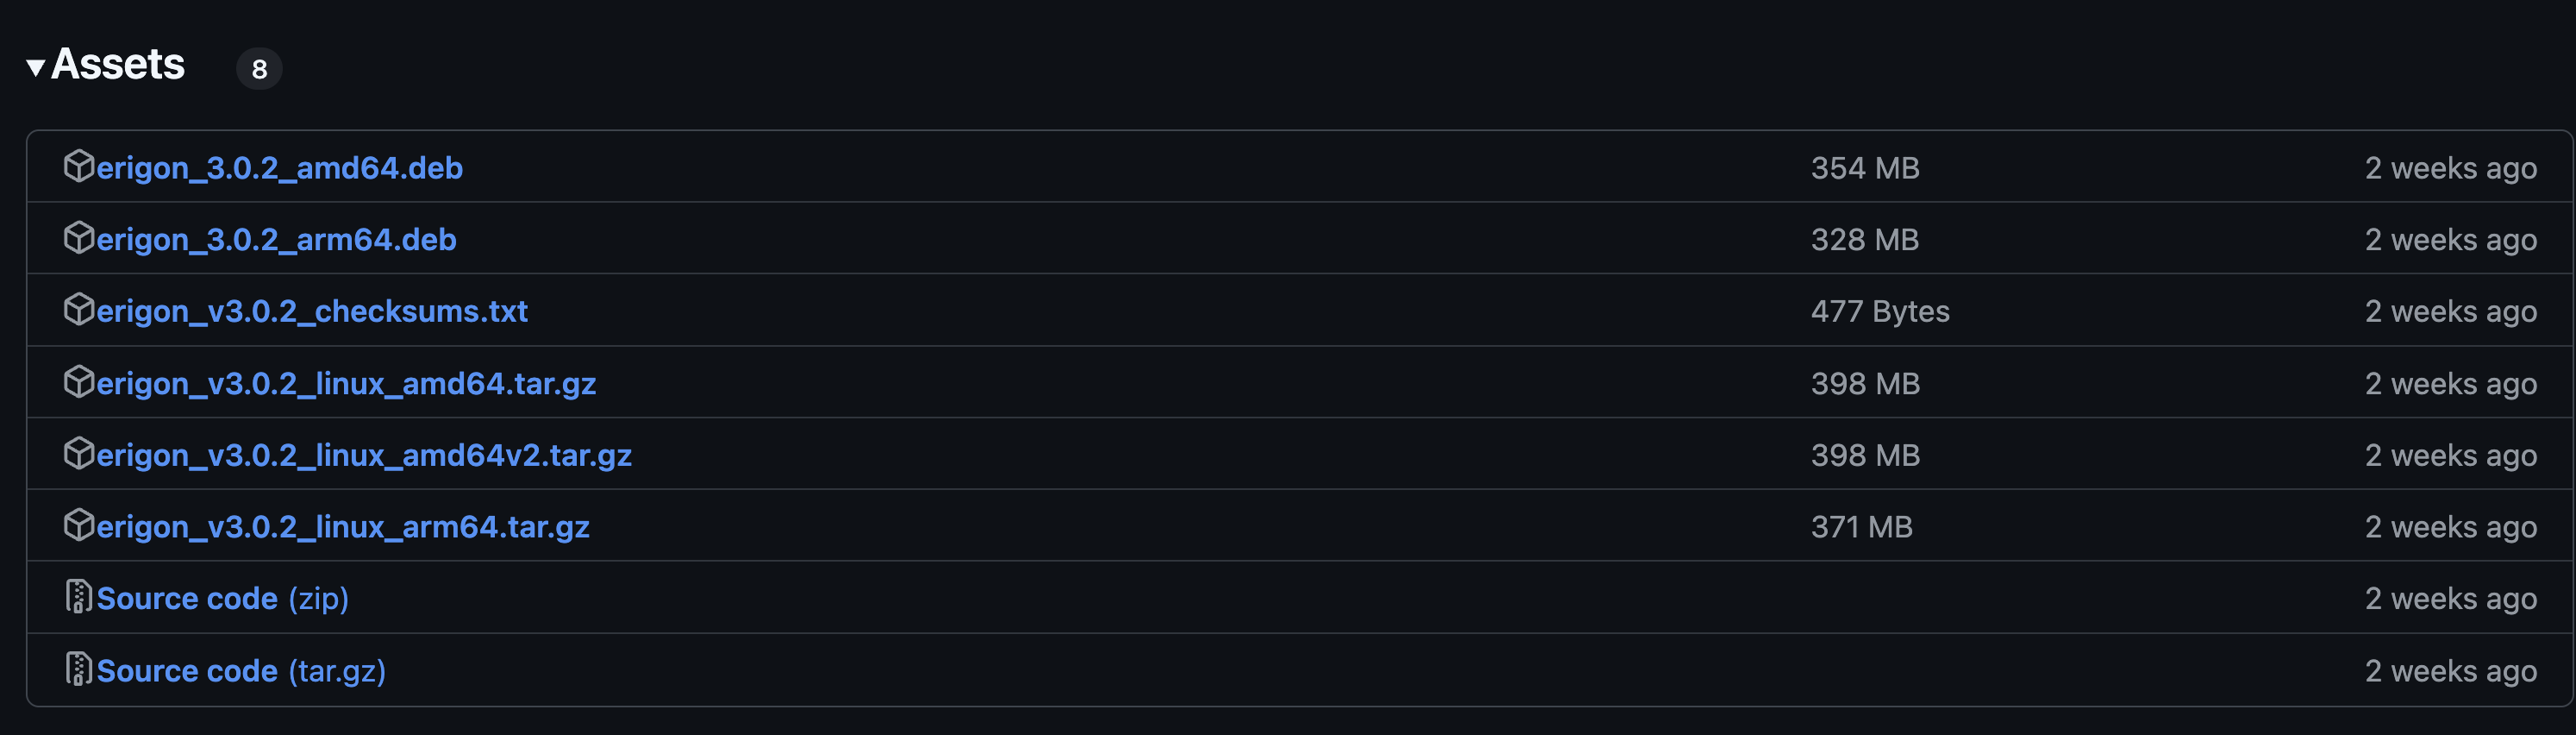 Assets 8
erigon_3.0.2_amd64.deb 354 MB 2 weeks ago
erigon_3.0.2_arm64.deb 328 MB 2 weeks ago
erigon_v3.0.2_checksums.txt 477 Bytes 2 weeks ago
erigon_v3.0.2_linux_amd64.tar.gz 398 MB 2 weeks ago
erigon_v3.0.2_linux_amd64v2.tar.gz 398 MB 2 weeks ago
erigon_v3.0.2_linux_arm64.tar.gz 371 MB 2 weeks ago
Source code (zip) 2 weeks ago
Source code (tar.gz) 2 weeks ago